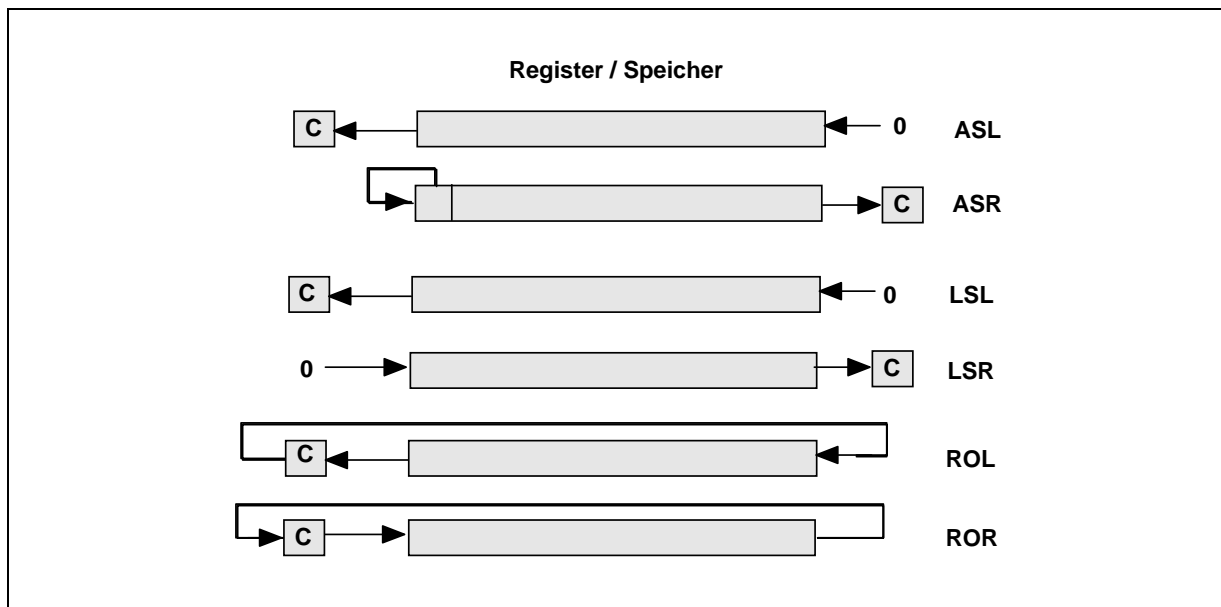 Register / Speicher
C 0 ASL
C ASR
C 0 LSL
0 C LSR
C ROL
C ROR